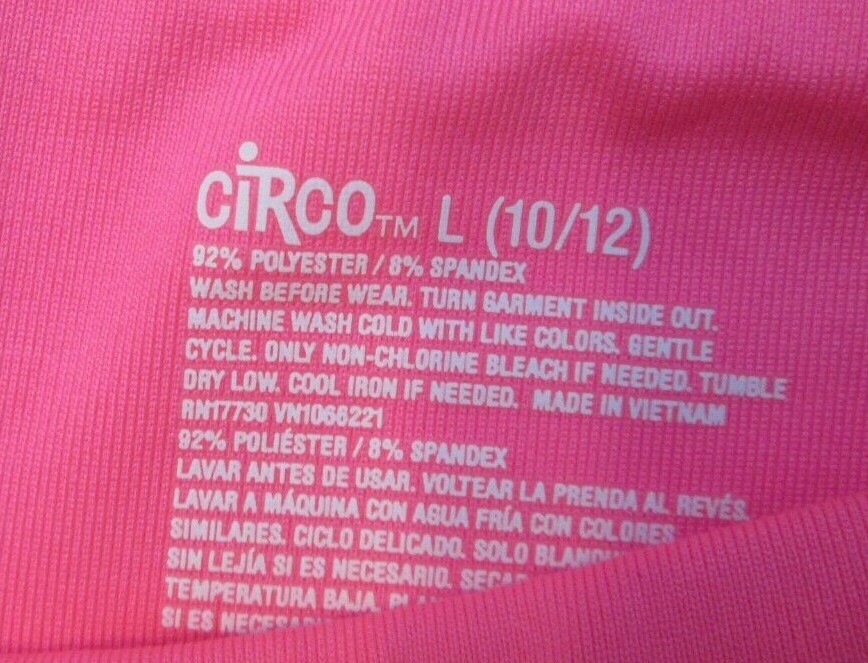 CiRCO™ L (10/12)
92% POLYESTER / 8% SPANDEX
WASH BEFORE WEAR. TURN GARMENT INSIDE OUT.
MACHINE WASH COLD WITH LIKE COLORS. GENTLE
CYCLE. ONLY NON-CHLORINE BLEACH IF NEEDED. TUMBLE
DRY LOW. COOL IRON IF NEEDED. MADE IN VIETNAM
RN17730 VN1066221
92% POLIÉSTER / 8% SPANDEX
LAVAR ANTES DE USAR. VOLTEAR LA PRENDA AL REVÉS.
LAVAR A MÁQUINA CON AGUA FRÍA CON COLORES
SIMILARES. CICLO DELICADO. SOLO
SIN LEJÍA SI ES NECESARIO.
TEMPERATURA BAJA.
SI ES